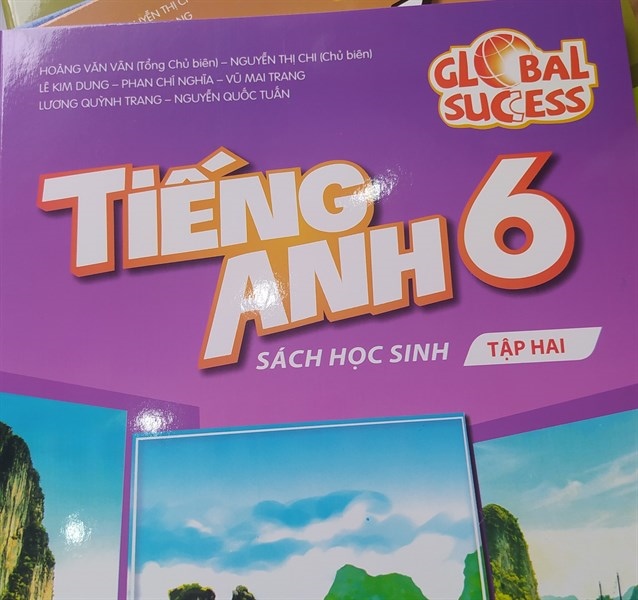 HOÀNG VĂN VÂN (Tổng Chủ biên) – NGUYỄN THỊ CHI (Chủ biên)
LÊ KIM DUNG – PHAN CHÍ NGHĨA – VŨ MAI TRANG
LƯƠNG QUỲNH TRANG – NGUYỄN QUỐC TUẤN
GLOBAL
SUCCESS
TIẾNG
ANH 6
SÁCH HỌC SINH
TẬP HAI